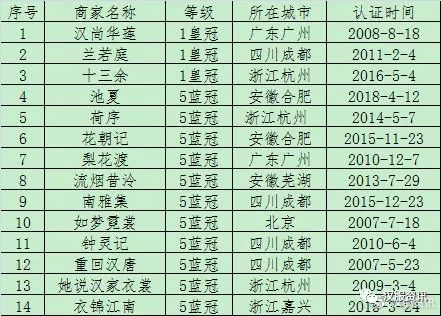 序号 商家名称 等级 所在城市 认证时间
1 汉尚华莲 1皇冠 广东广州 2008-8-18
2 兰若庭 1皇冠 四川成都 2011-2-4
3 十三余 1皇冠 浙江杭州 2016-5-4
4 池夏 5蓝冠 安徽合肥 2018-4-12
5 荷序 5蓝冠 浙江杭州 2014-5-7
6 花朝记 5蓝冠 安徽合肥 2015-11-23
7 梨花渡 5蓝冠 广东广州 2010-12-7
8 流烟昔泠 5蓝冠 安徽芜湖 2013-7-29
9 南雅集 5蓝冠 四川成都 2015-12-23
10 如梦霓裳 5蓝冠 北京 2007-7-18
11 钟灵记 5蓝冠 四川成都 2010-6-4
12 重回汉唐 5蓝冠 四川成都 2007-5-23
13 她说汉家衣裳 5蓝冠 浙江杭州 2009-3-4
14 衣锦江南 5蓝冠 浙江嘉兴 2018-3-24
汉服资讯